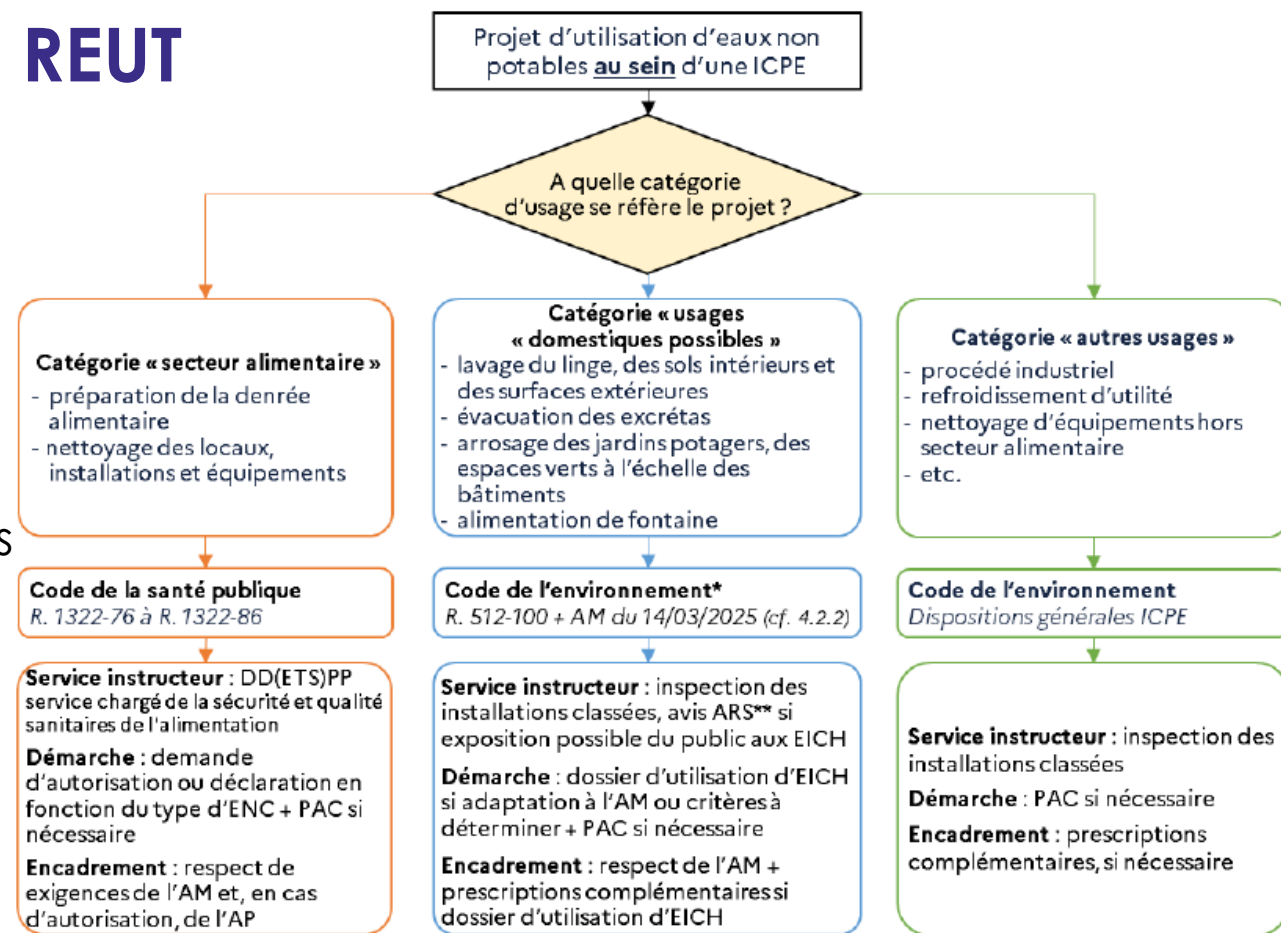 REUT
Projet d'utilisation d'eaux non
potables au sein d'une ICPE
A quelle catégorie
d'usage se réfère le projet ?
Catégorie « secteur alimentaire »
- préparation de la denrée
alimentaire
- nettoyage des locaux,
installations et équipements
Catégorie « usages
« domestiques possibles »
- lavage du linge, des sols intérieurs et
des surfaces extérieures
- évacuation des excrétas
- arrosage des jardins potagers, des
espaces verts à l'échelle des
bâtiments
- alimentation de fontaine
Catégorie « autres usages »
- procédé industriel
- refroidissement d'utilité
- nettoyage d'équipements hors
secteur alimentaire
- etc.
S
Code de la santé publique
R. 1322-76 à R. 1322-86
Code de l'environnement*
R. 512-100 + AM du 14/03/2025 (cf. 4.2.2)
Code de l'environnement
Dispositions générales ICPE
Service instructeur : DD(ETS)PP
service chargé de la sécurité et qualité
sanitaires de l'alimentation
Démarche : demande
d'autorisation ou déclaration en
fonction du type d'ENC + PAC si
nécessaire
Encadrement : respect de
exigences de l'AM et, en cas
d'autorisation, de l'AP
Service instructeur : inspection des
installations classées, avis ARS** si
exposition possible du public aux EICH
Démarche : dossier d'utilisation d'EICH
si adaptation à l'AM ou critères à
déterminer + PAC si nécessaire
Encadrement : respect de l'AM +
prescriptions complémentaires si
dossier d'utilisation d'EICH
Service instructeur : inspection des
installations classées
Démarche : PAC si nécessaire
Encadrement : prescriptions
complémentaires, si nécessaire